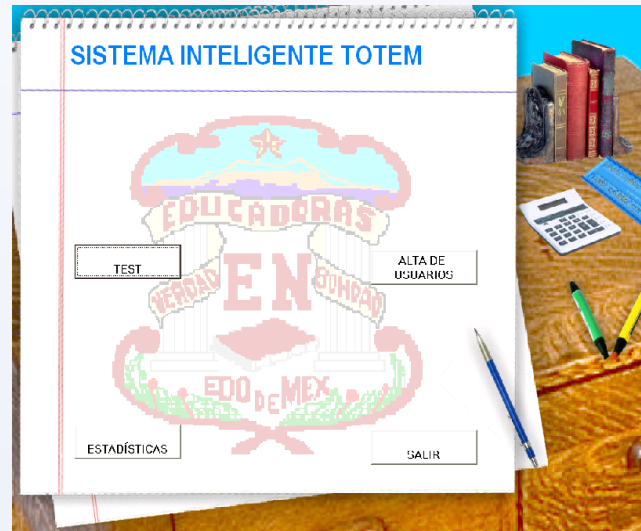 SISTEMA INTELIGENTE TOTEM
EDUCADORAS
TEST
ALTA DE
USUARIOS
VERDAD
EN
BONDAD
EDO DE MEX
ESTADÍSTICAS
SALIR